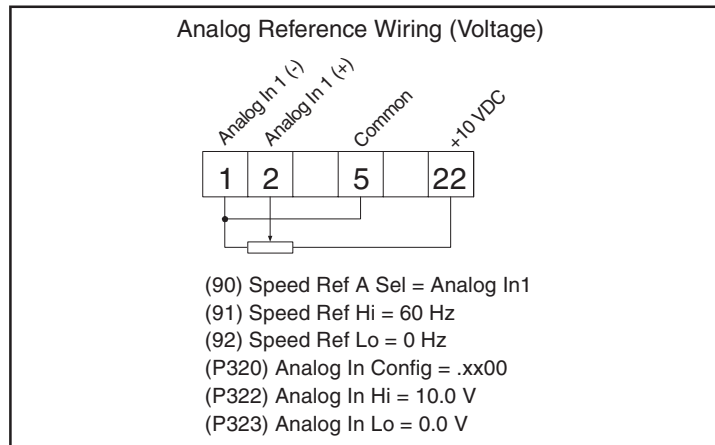 Analog Reference Wiring (Voltage)
Analog In 1 (-)
Analog In 1 (+)
Common
+10 VDC
1 2 5 22
(90) Speed Ref A Sel = Analog In1
(91) Speed Ref Hi = 60 Hz
(92) Speed Ref Lo = 0 Hz
(P320) Analog In Config = .xx00
(P322) Analog In Hi = 10.0 V
(P323) Analog In Lo = 0.0 V